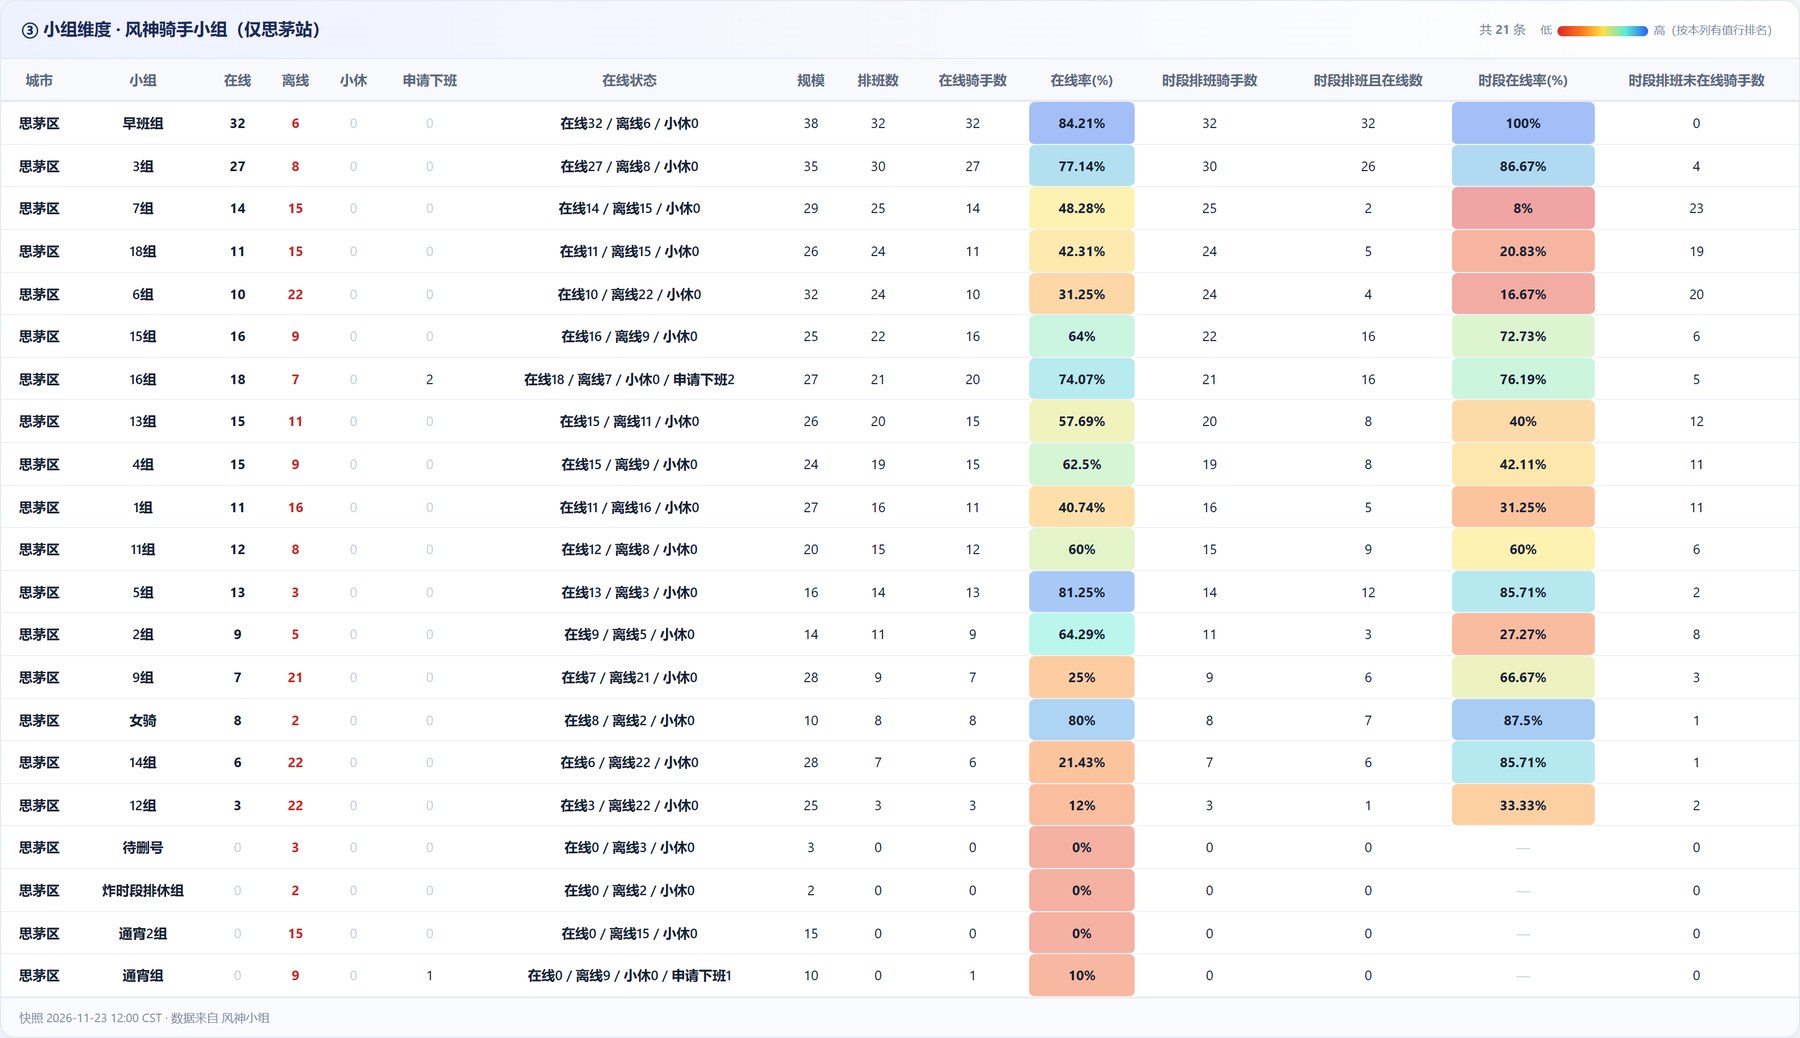 ③ 小组维度 · 风神骑手小组（仅思茅站）
共 21 条 低 高 (按本列有值行排名)
城市 小组 在线 离线 小休 申请下班 在线状态 规模 排班数 在线骑手数 在线率(%) 时段排班骑手数 时段排班且在线数 时段在线率(%) 时段排班未在线骑手数
思茅区 早班组 32 6 0 0 在线32 / 离线6 / 小休0 38 32 32 84.21% 32 32 100% 0
思茅区 3组 27 8 0 0 在线27 / 离线8 / 小休0 35 30 27 77.14% 30 26 86.67% 4
思茅区 7组 14 15 0 0 在线14 / 离线15 / 小休0 29 25 14 48.28% 25 2 8% 23
思茅区 18组 11 15 0 0 在线11 / 离线15 / 小休0 26 24 11 42.31% 24 5 20.83% 19
思茅区 6组 10 22 0 0 在线10 / 离线22 / 小休0 32 24 10 31.25% 24 4 16.67% 20
思茅区 15组 16 9 0 0 在线16 / 离线9 / 小休0 25 22 16 64% 22 16 72.73% 6
思茅区 16组 18 7 0 2 在线18 / 离线7 / 小休0 / 申请下班2 27 21 20 74.07% 21 16 76.19% 5
思茅区 13组 15 11 0 0 在线15 / 离线11 / 小休0 26 20 15 57.69% 20 8 40% 12
思茅区 4组 15 9 0 0 在线15 / 离线9 / 小休0 24 19 15 62.5% 19 8 42.11% 11
思茅区 1组 11 16 0 0 在线11 / 离线16 / 小休0 27 16 11 40.74% 16 5 31.25% 11
思茅区 11组 12 8 0 0 在线12 / 离线8 / 小休0 20 15 12 60% 15 9 60% 6
思茅区 5组 13 3 0 0 在线13 / 离线3 / 小休0 16 14 13 81.25% 14 12 85.71% 2
思茅区 2组 9 5 0 0 在线9 / 离线5 / 小休0 14 11 9 64.29% 11 3 27.27% 8
思茅区 9组 7 21 0 0 在线7 / 离线21 / 小休0 28 9 7 25% 9 6 66.67% 3
思茅区 女骑 8 2 0 0 在线8 / 离线2 / 小休0 10 8 8 80% 8 7 87.5% 1
思茅区 14组 6 22 0 0 在线6 / 离线22 / 小休0 28 7 6 21.43% 7 6 85.71% 1
思茅区 12组 3 22 0 0 在线3 / 离线22 / 小休0 25 3 3 12% 3 1 33.33% 2
思茅区 待删号 0 3 0 0 在线0 / 离线3 / 小休0 3 0 0 0% 0 0 — 0
思茅区 炸时段排休组 0 2 0 0 在线0 / 离线2 / 小休0 2 0 0 0% 0 0 — 0
思茅区 通宵2组 0 15 0 0 在线0 / 离线15 / 小休0 15 0 0 0% 0 0 — 0
思茅区 通宵组 0 9 0 1 在线0 / 离线9 / 小休0 / 申请下班1 10 0 1 10% 0 0 — 0
快照 2026-11-23 12:00 CST · 数据来自 风神小组